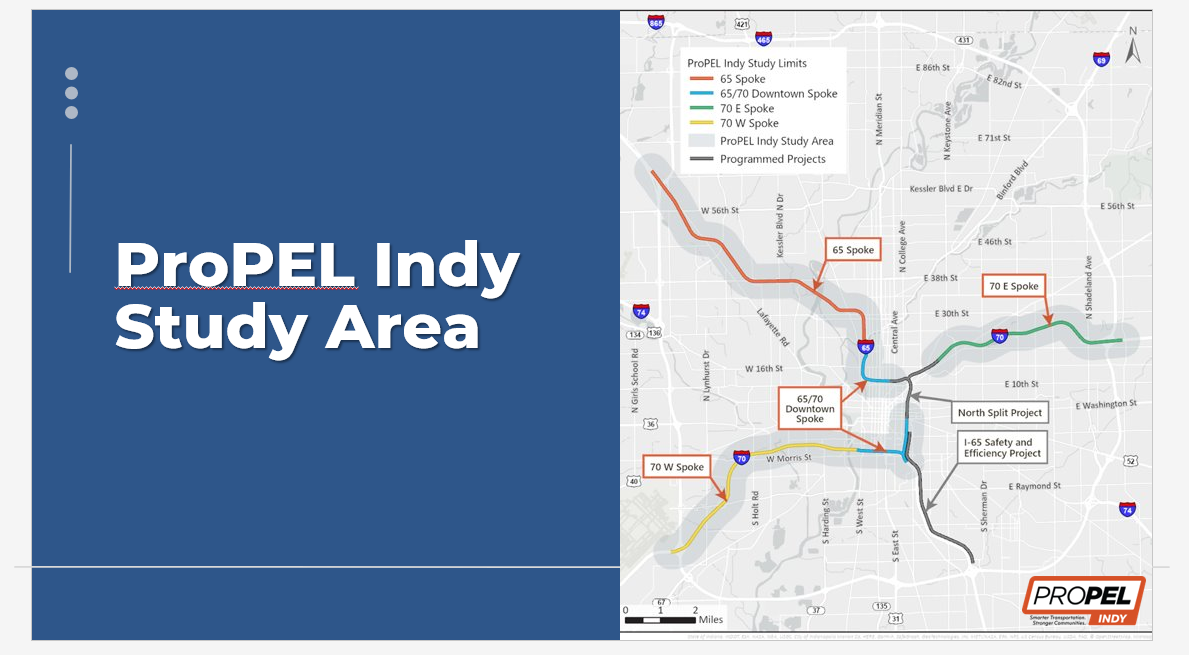 ProPEL Indy
Study Area
865
421
465
431
69
N
ProPEL Indy Study Limits
65 Spoke
65/70 Downtown Spoke
70 E Spoke
70 W Spoke
ProPEL Indy Study Area
Programmed Projects
E 86th St
E 82nd St
N Meridian St
N Keystone Ave
E 71st St
Binford Blvd
Kessler Blvd E Dr
W 56th St
Kessler Blvd N Dr
E 56th St
N College Ave
E 46th St
65 Spoke
E 38th St
70 E Spoke
N Shadeland Ave
74
134
136
Lafayette Rd
Central Ave
E 30th St
70
65
N Girls School Rd
N Lynhurst Dr
W 16th St
E 10th St
65/70
Downtown
Spoke
North Split Project
E Washington St
36
I-65 Safety and
Efficiency Project
70 W Spoke
70
W Morris St
52
40
E Raymond St
S Holt Rd
S Harding St
S West St
S East St
S Sherman Dr
74
67
37
135
31
0 1 2
Miles
PROPEL
INDY
Smarter Transportation.
Stronger Communities.